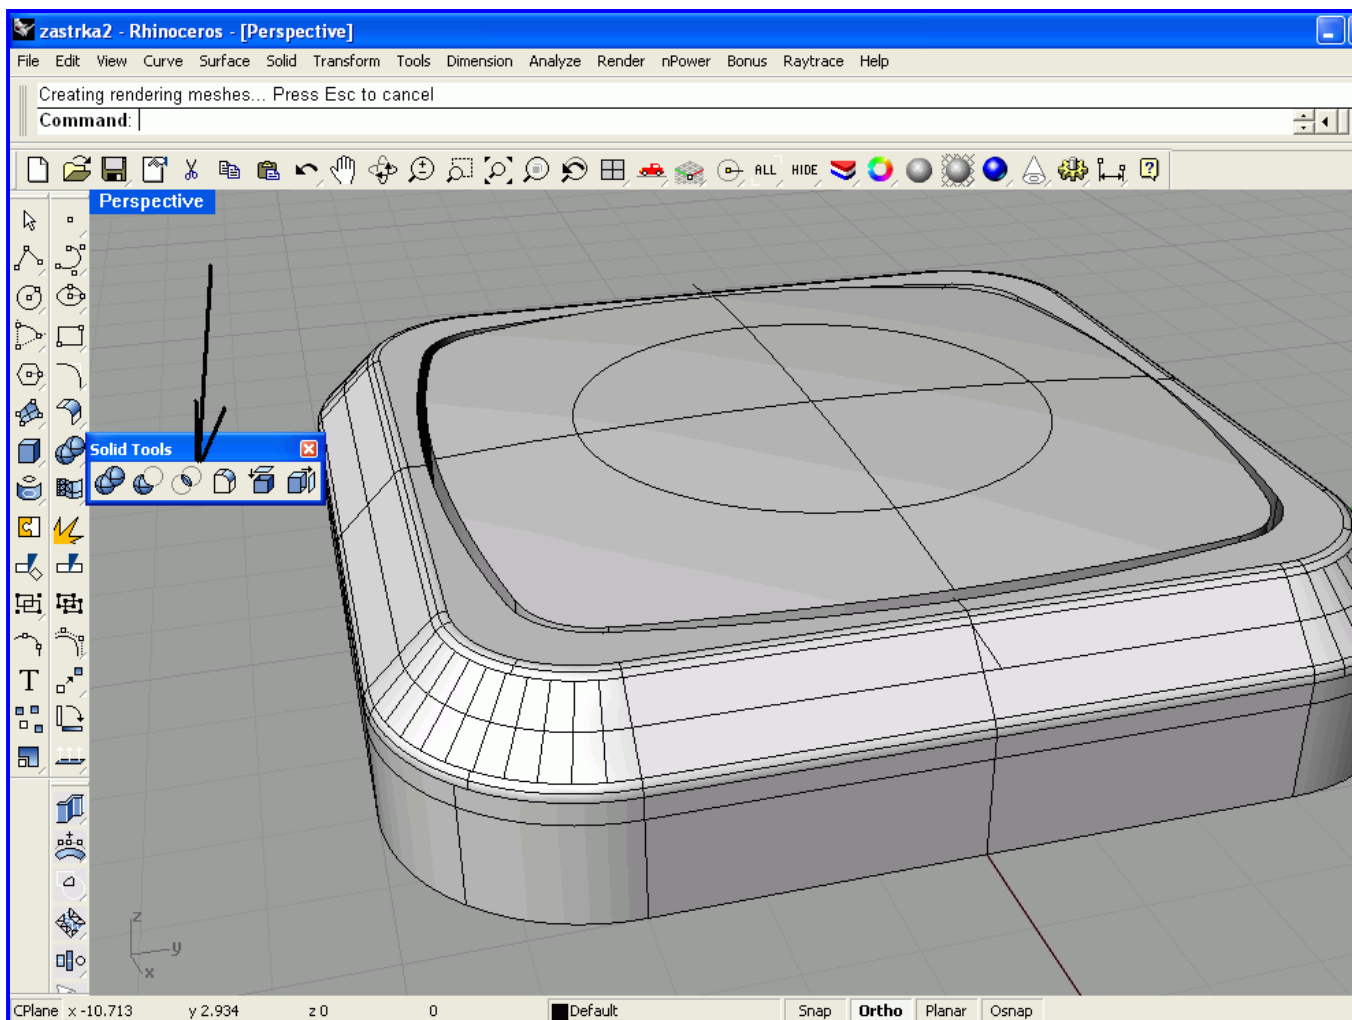 zastrka2 - Rhinoceros - [Perspective]
File Edit View Curve Surface Solid Transform Tools Dimension Analyze Render nPower Bonus Raytrace Help
Creating rendering meshes... Press Esc to cancel
Command:
ALL HIDE
Perspective
Solid Tools
T
z
y
x
CPlane x -10.713 y 2.934 z 0 0 Default Snap Ortho Planar Osnap